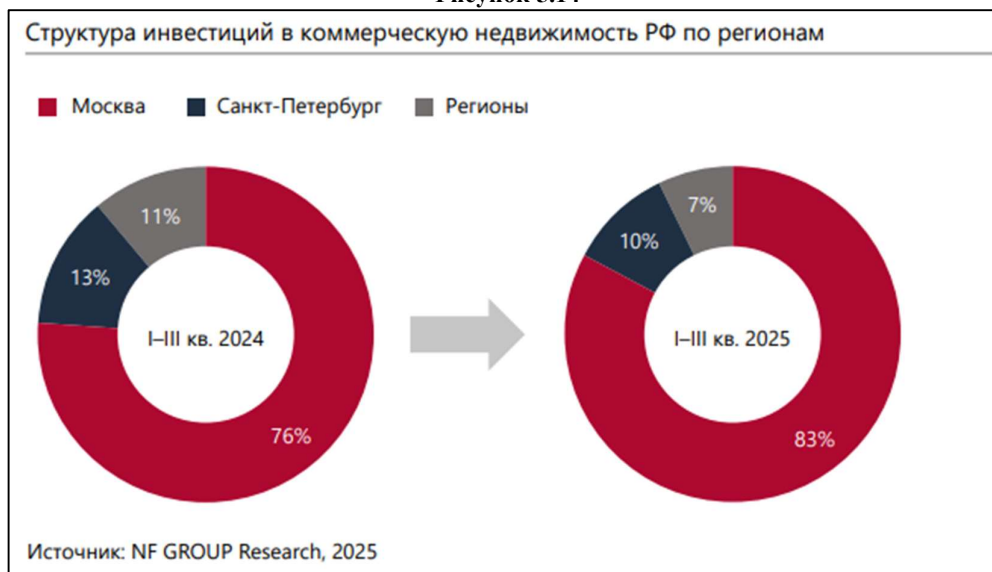 Структура инвестиций в коммерческую недвижимость РФ по регионам
Москва Санкт-Петербург Регионы
11%
13%
I–III кв. 2024
76%
7%
10%
I–III кв. 2025
83%
Источник: NF GROUP Research, 2025